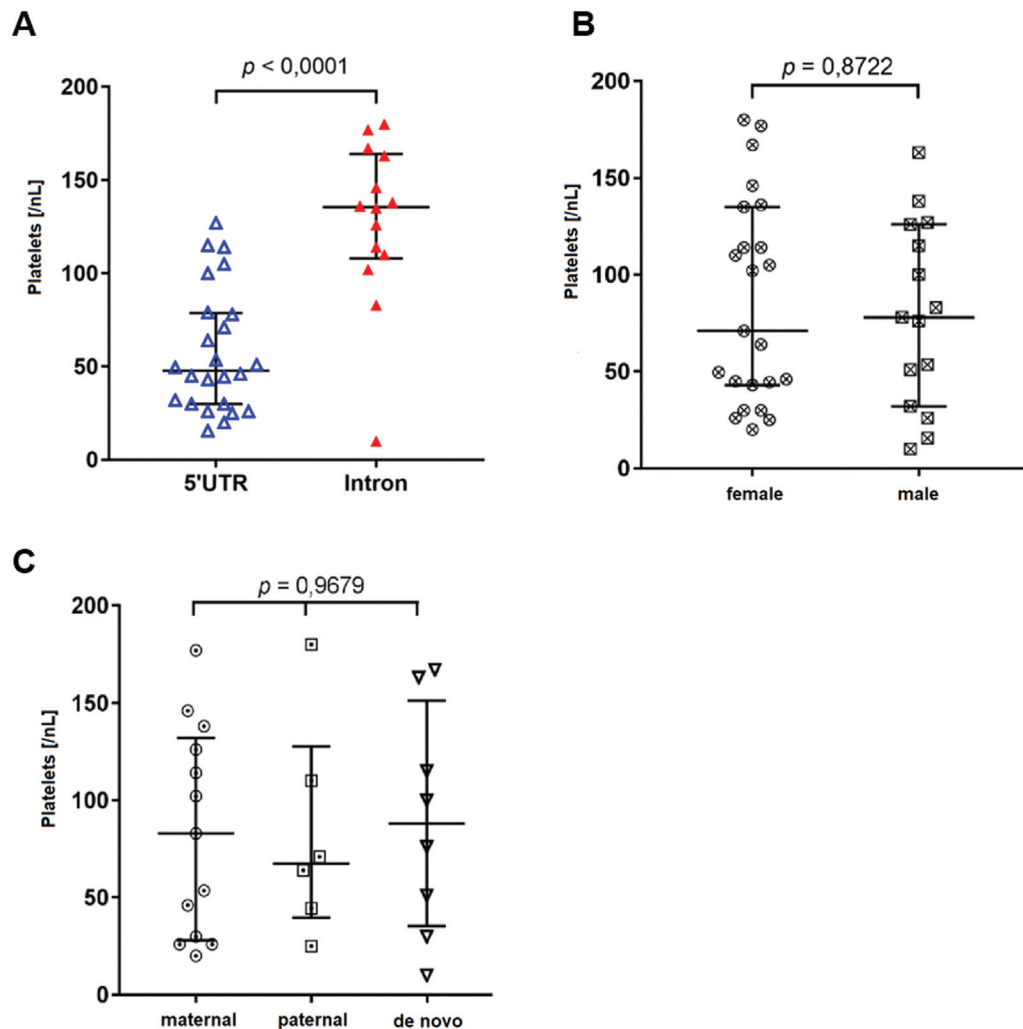 A
p < 0,0001
Platelets [/nL]
200
150
100
50
0
5'UTR Intron
B
p = 0,8722
Platelets [/nL]
200
150
100
50
0
female male
C
p = 0,9679
Platelets [/nL]
200
150
100
50
0
maternal paternal de novo